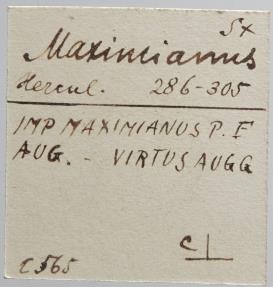 5x
Maximianus
Hercul. 286-305
IMP MAXIMIANUS P. F
AUG. - VIRTUS AUGG
C⊥
C565